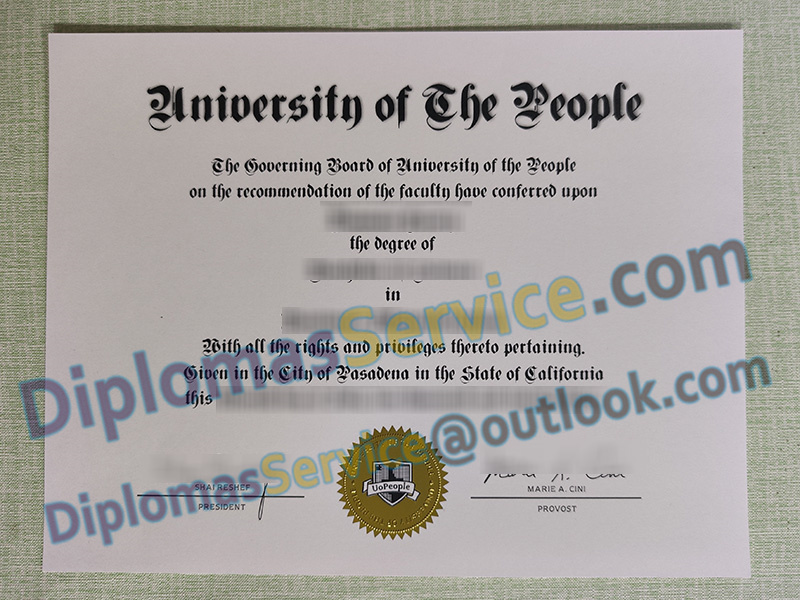 University of The People
The Governing Board of University of the People
on the recommendation of the faculty have conferred upon
the degree of
in
DiplomasService.com
With all the rights and privileges thereto pertaining.
Given in the City of Pasadena in the State of California
this
DiplomasService@outlook.com
SHAI RESHEF
PRESIDENT
UoPeople
Marie A. Cini
MARIE A. CINI
PROVOST